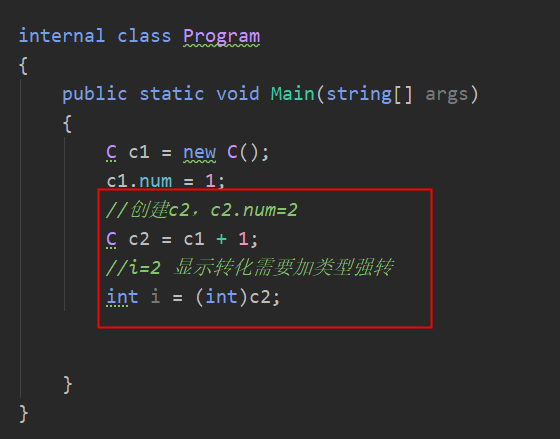 internal class Program
{
public static void Main(string[] args)
{
C c1 = new C();
c1.num = 1;
//创建c2，c2.num=2
C c2 = c1 + 1;
//i=2 显示转化需要加类型强转
int i = (int)c2;
}
}